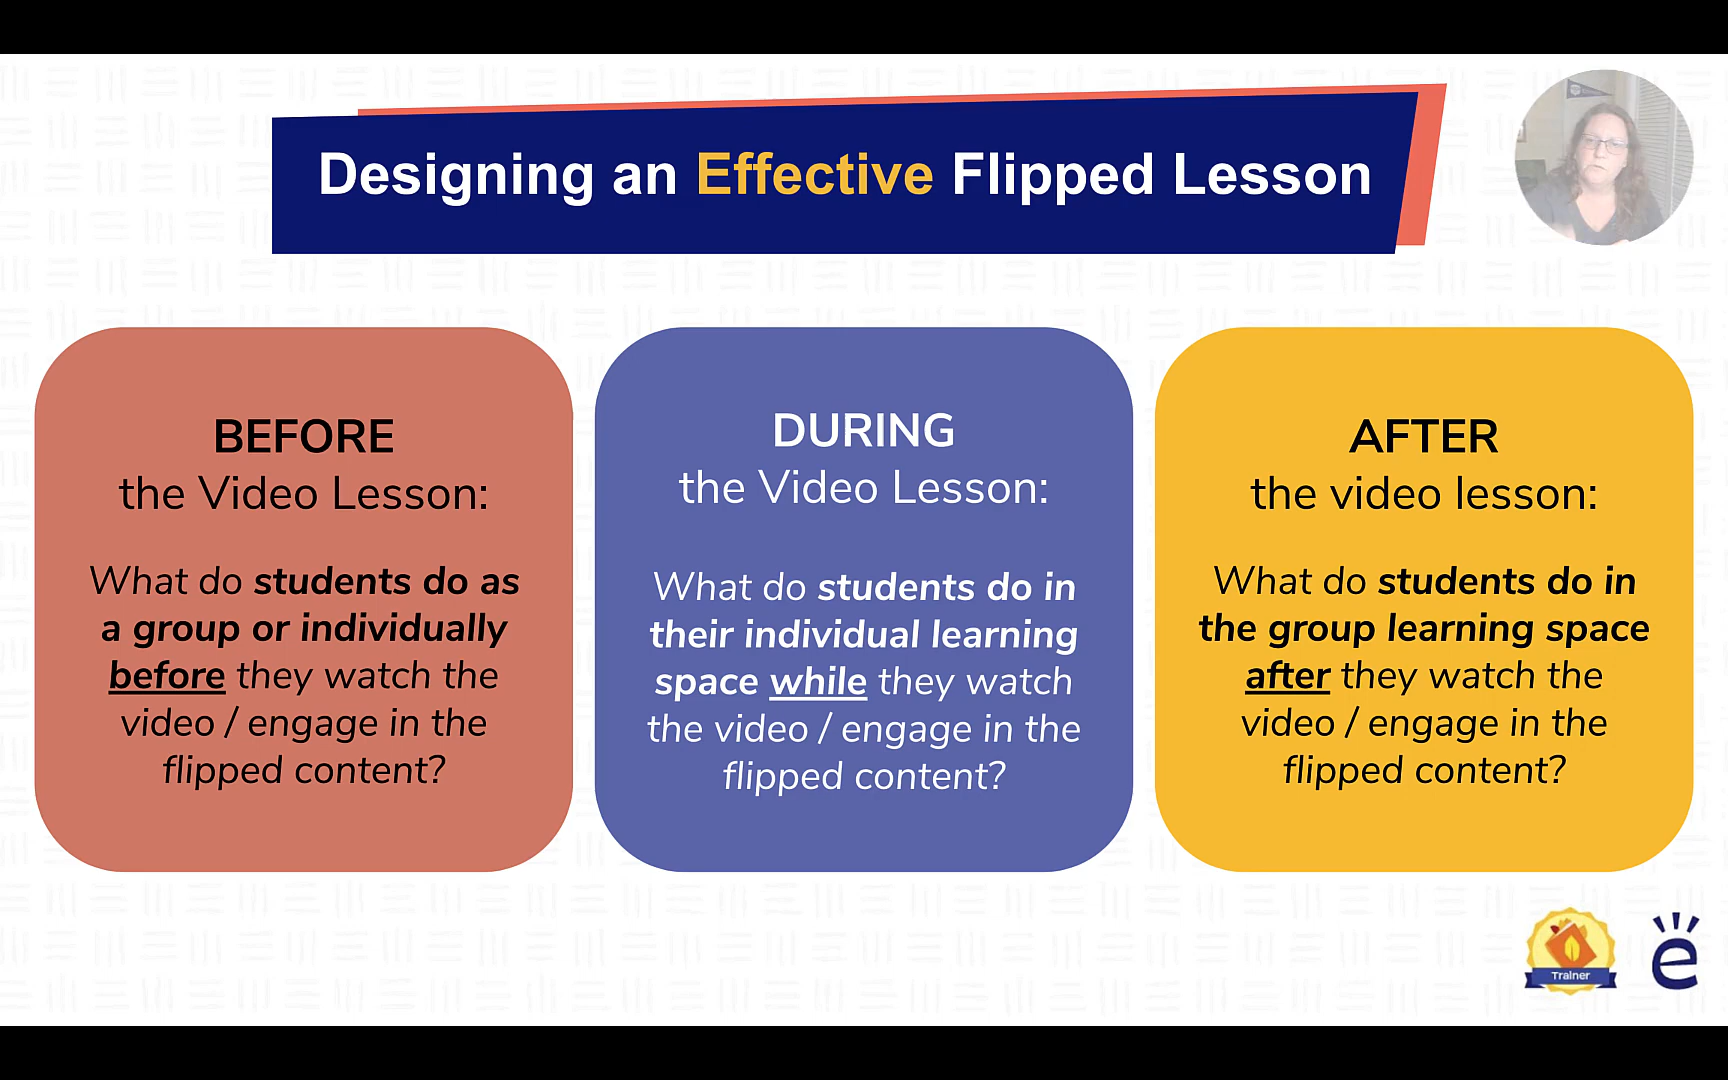 Designing an Effective Flipped Lesson
BEFORE
the Video Lesson:
What do students do as
a group or individually
before they watch the
video / engage in the
flipped content?
DURING
the Video Lesson:
What do students do in
their individual learning
space while they watch
the video / engage in the
flipped content?
AFTER
the video lesson:
What do students do in
the group learning space
after they watch the
video / engage in the
flipped content?
Trainer
e